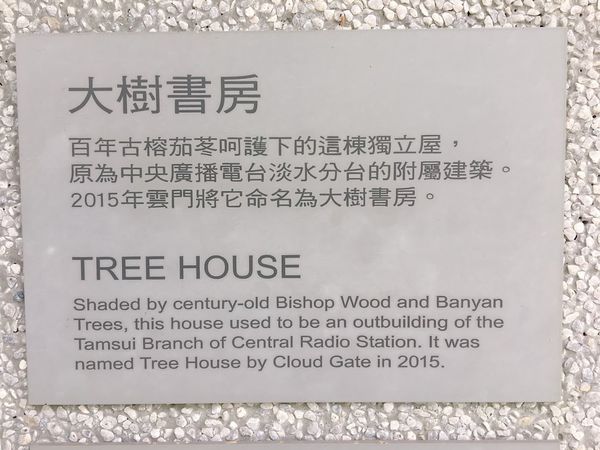 大樹書房
百年古榕茄苳呵護下的這棟獨立屋，
原為中央廣播電台淡水分台的附屬建築。
2015年雲門將它命名為大樹書房。
TREE HOUSE
Shaded by century-old Bishop Wood and Banyan
Trees, this house used to be an outbuilding of the
Tamsui Branch of Central Radio Station. It was
named Tree House by Cloud Gate in 2015.